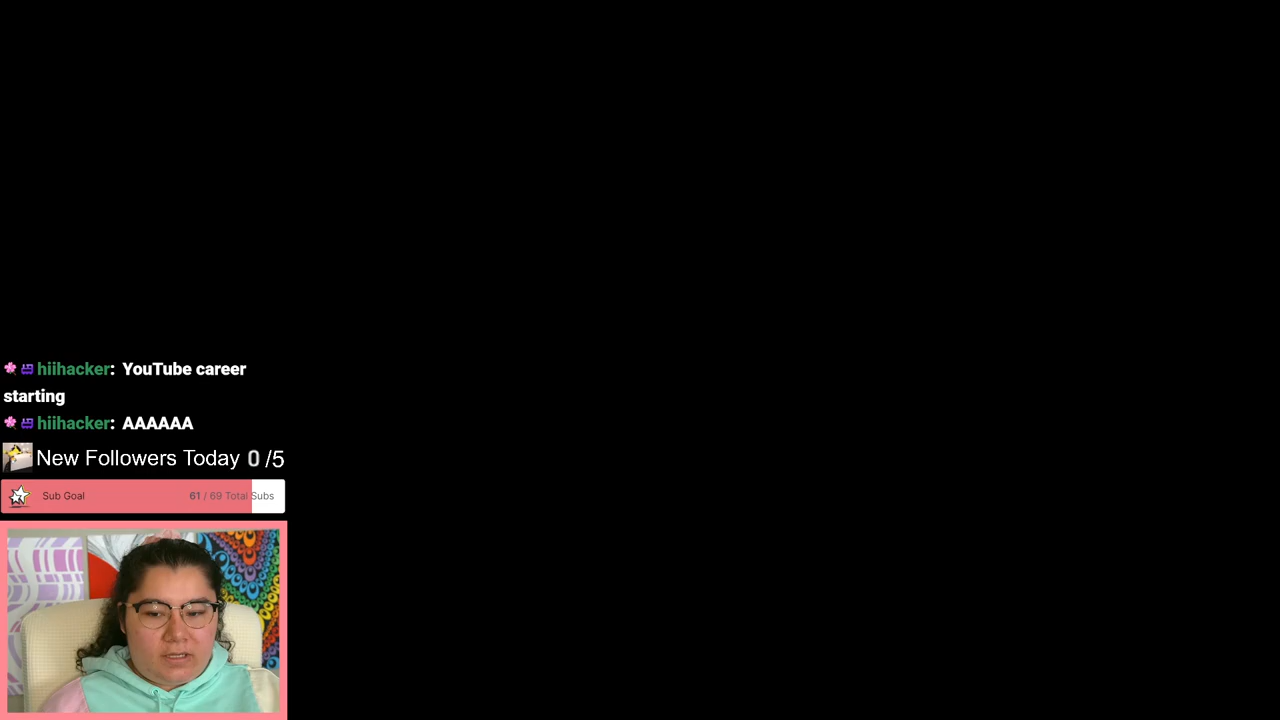 hiihacker: YouTube career
starting
hiihacker: AAAAAA
New Followers Today 0 /5
Sub Goal 61 / 69 Total Subs